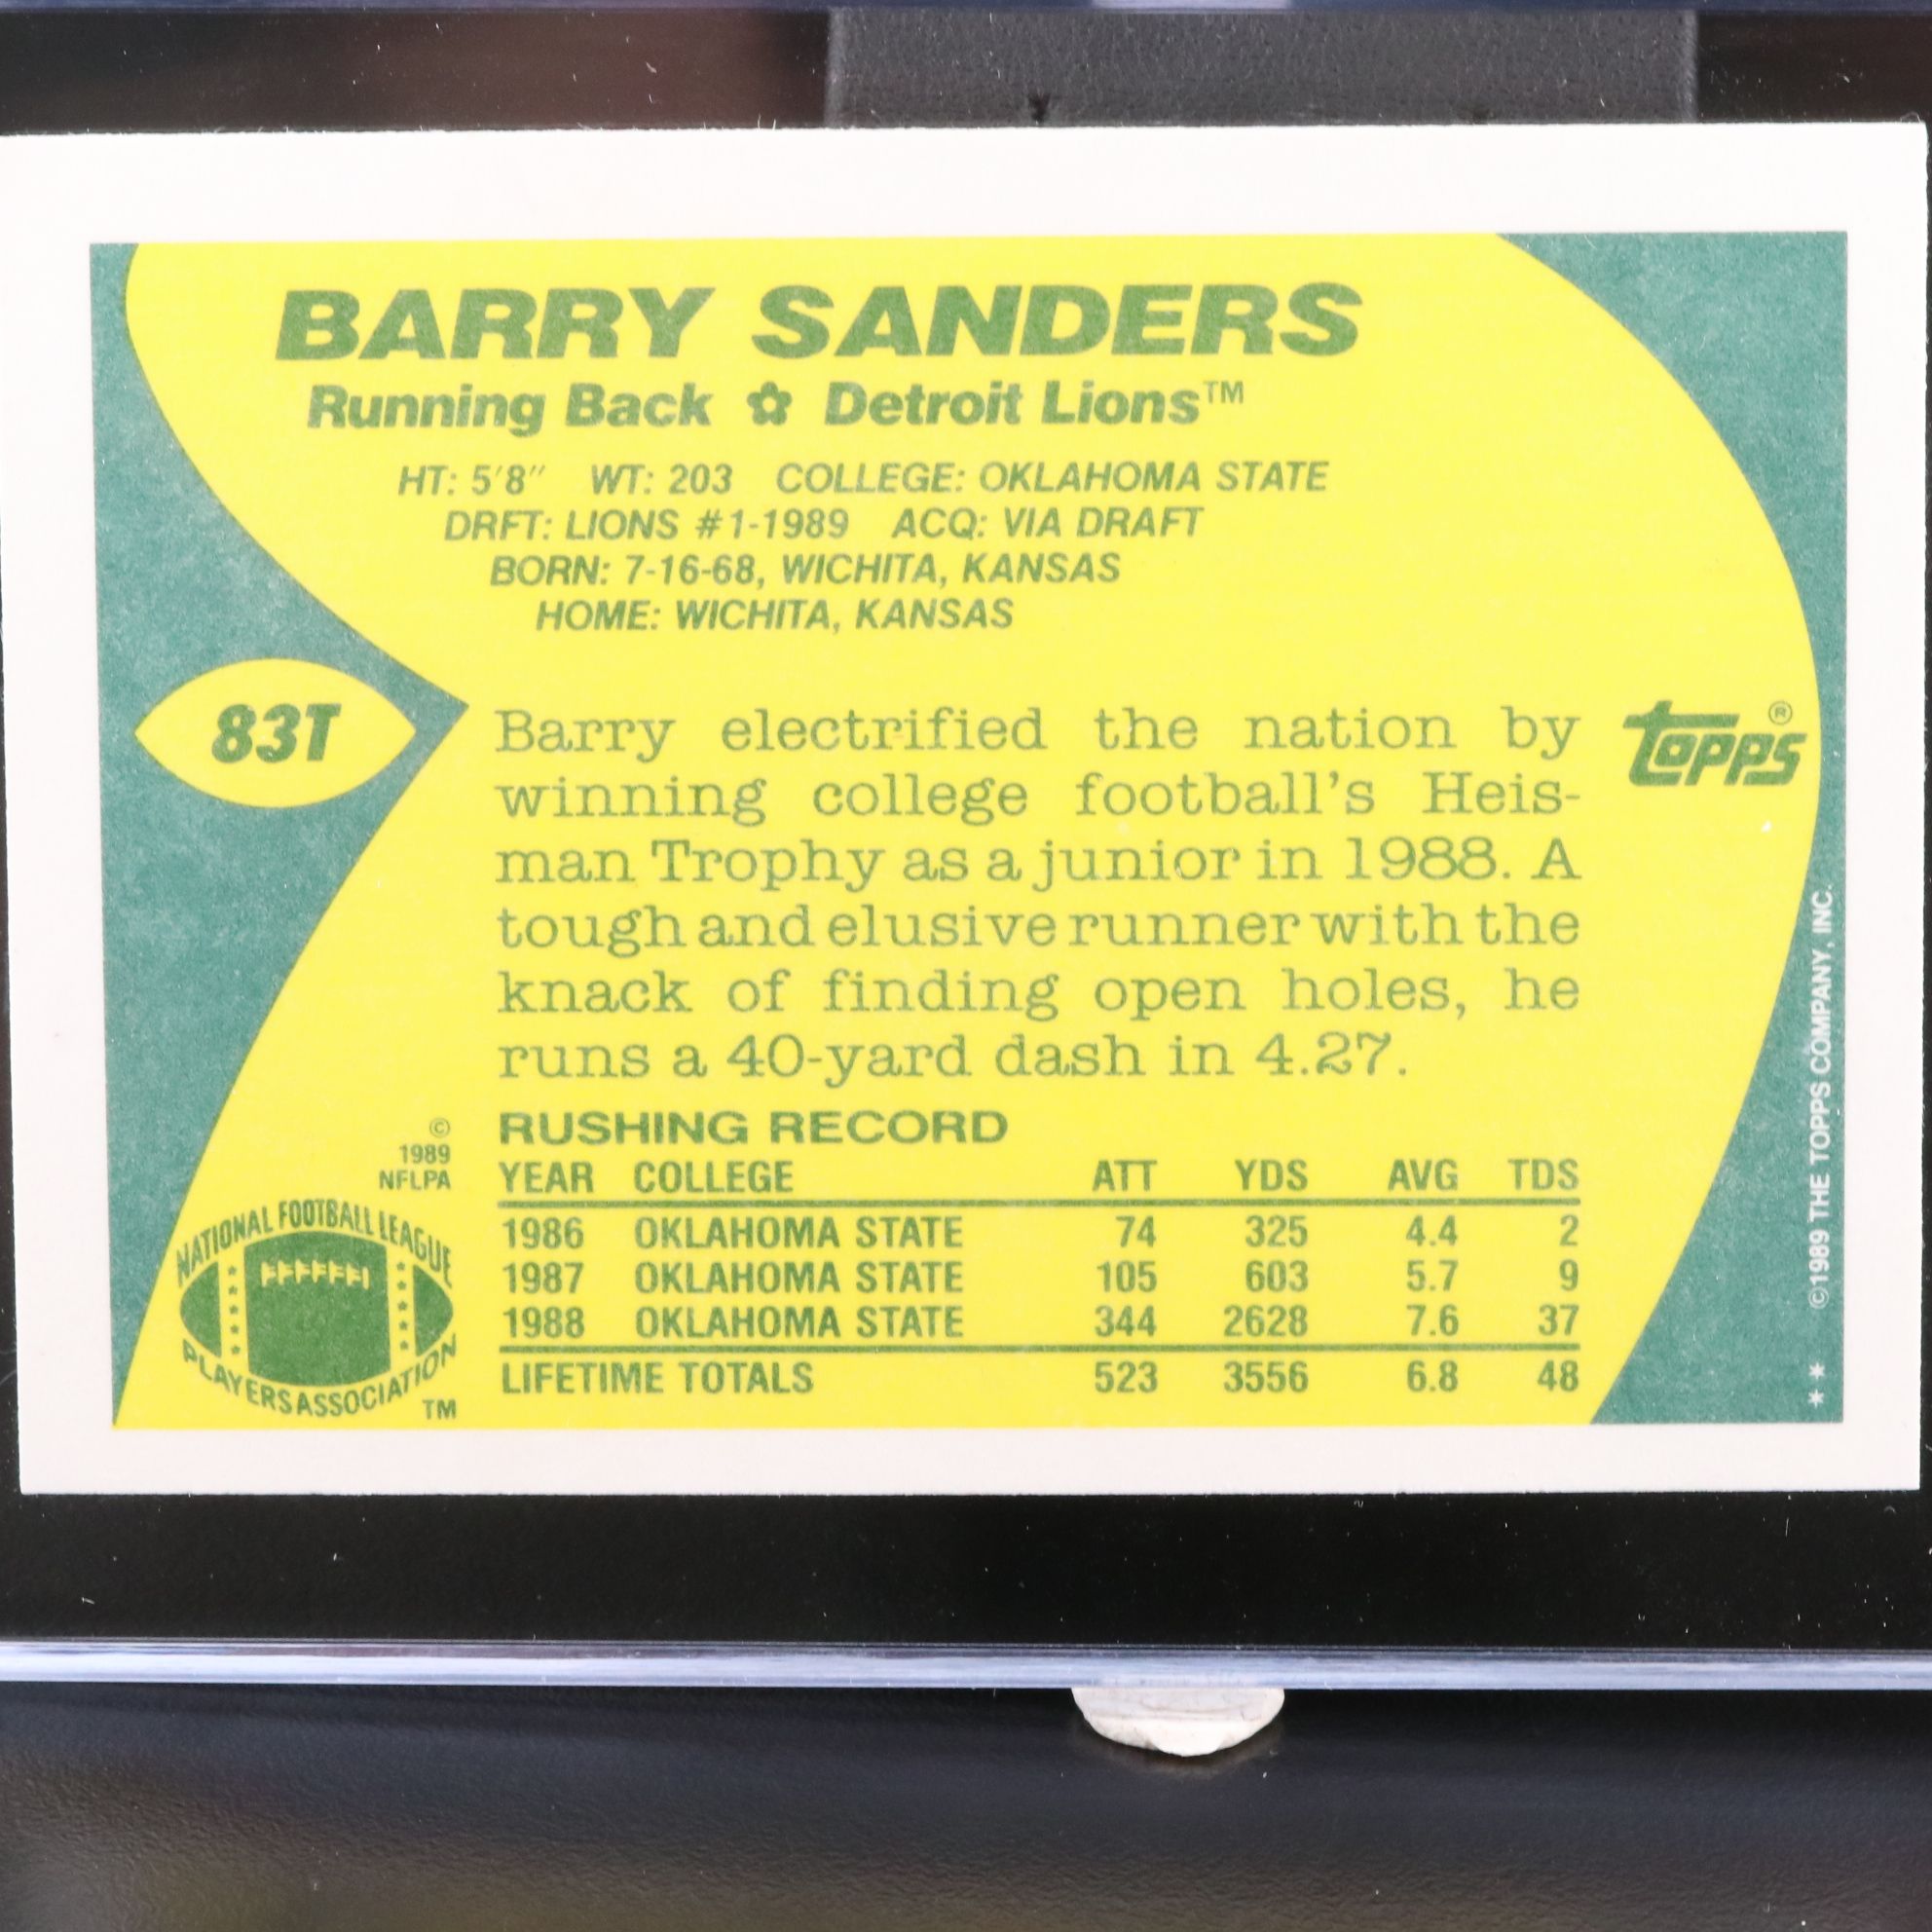 BARRY SANDERS
Running Back ✿ Detroit Lions™
HT: 5'8" WT: 203 COLLEGE: OKLAHOMA STATE
DRFT: LIONS #1-1989 ACQ: VIA DRAFT
BORN: 7-16-68, WICHITA, KANSAS
HOME: WICHITA, KANSAS
83T
Barry electrified the nation by
winning college football's Heis-
man Trophy as a junior in 1988. A
tough and elusive runner with the
knack of finding open holes, he
runs a 40-yard dash in 4.27.
topps®
RUSHING RECORD
YEAR COLLEGE ATT YDS AVG TDS
1986 OKLAHOMA STATE 74 325 4.4 2
1987 OKLAHOMA STATE 105 603 5.7 9
1988 OKLAHOMA STATE 344 2628 7.6 37
LIFETIME TOTALS 523 3556 6.8 48
©
1989
NFLPA
NATIONAL FOOTBALL LEAGUE
PLAYERS ASSOCIATION
TM
** ©1989 THE TOPPS COMPANY, INC.